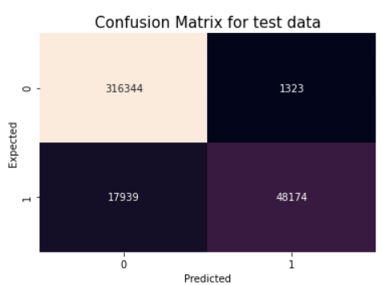 Confusion Matrix for test data
Expected
0
316344
1323
1
17939
48174
0
1
Predicted